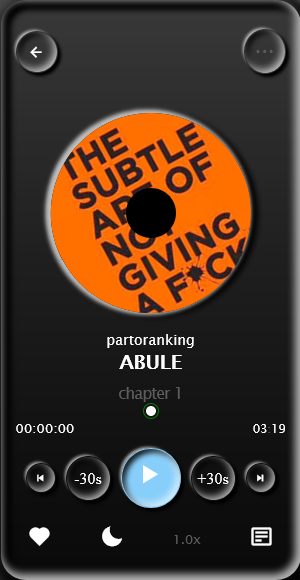 THE
SUBTLE
ART OF
NOT
GIVING
A F*CK
partoranking
ABULE
chapter 1
00:00:00
03:19
-30s
+30s
1.0x